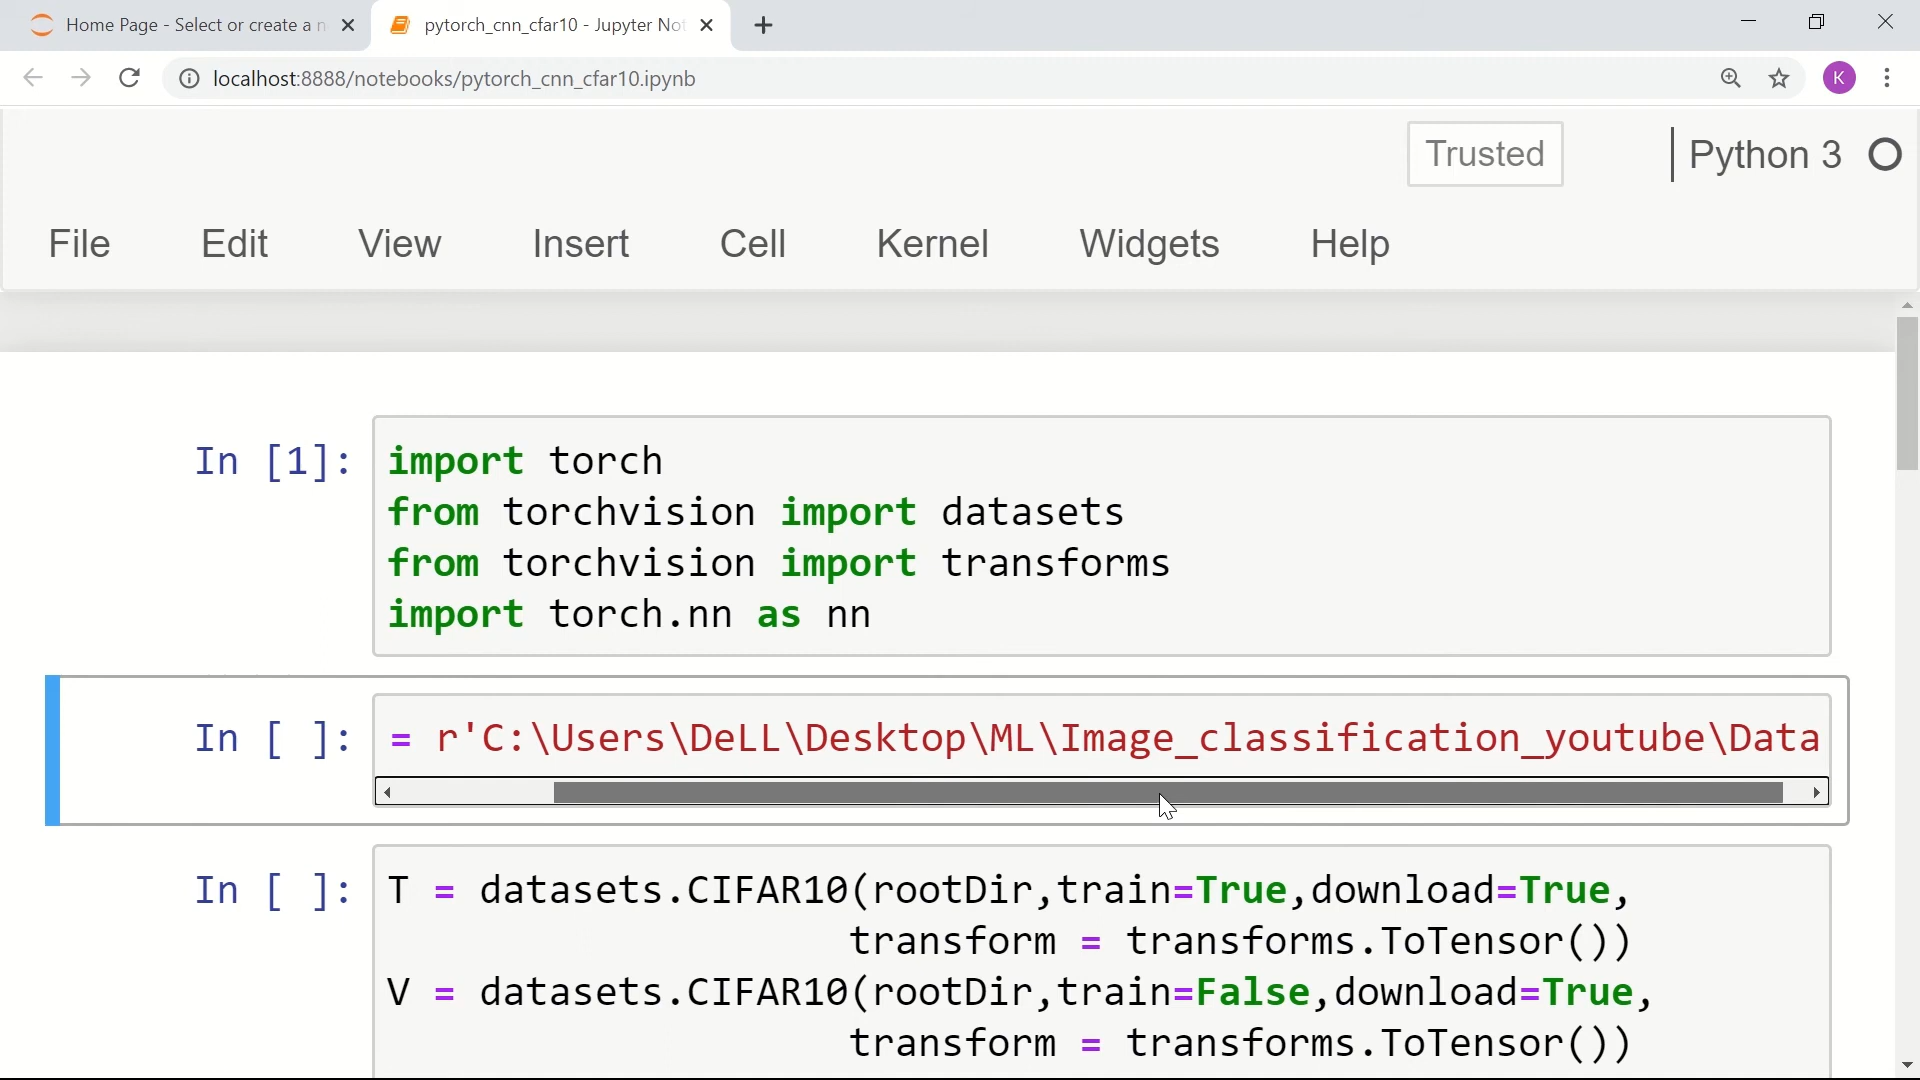 Home Page - Select or create a n
pytorch_cnn_cfar10 - Jupyter Not
localhost:8888/notebooks/pytorch_cnn_cfar10.ipynb
K
Trusted
Python 3
File Edit View Insert Cell Kernel Widgets Help
In [1]: import torch
from torchvision import datasets
from torchvision import transforms
import torch.nn as nn
In [ ]: = r'C:\Users\DeLL\Desktop\ML\Image_classification_youtube\Data
In [ ]: T = datasets.CIFAR10(rootDir,train=True,download=True,
transform = transforms.ToTensor())
V = datasets.CIFAR10(rootDir,train=False,download=True,
transform = transforms.ToTensor())